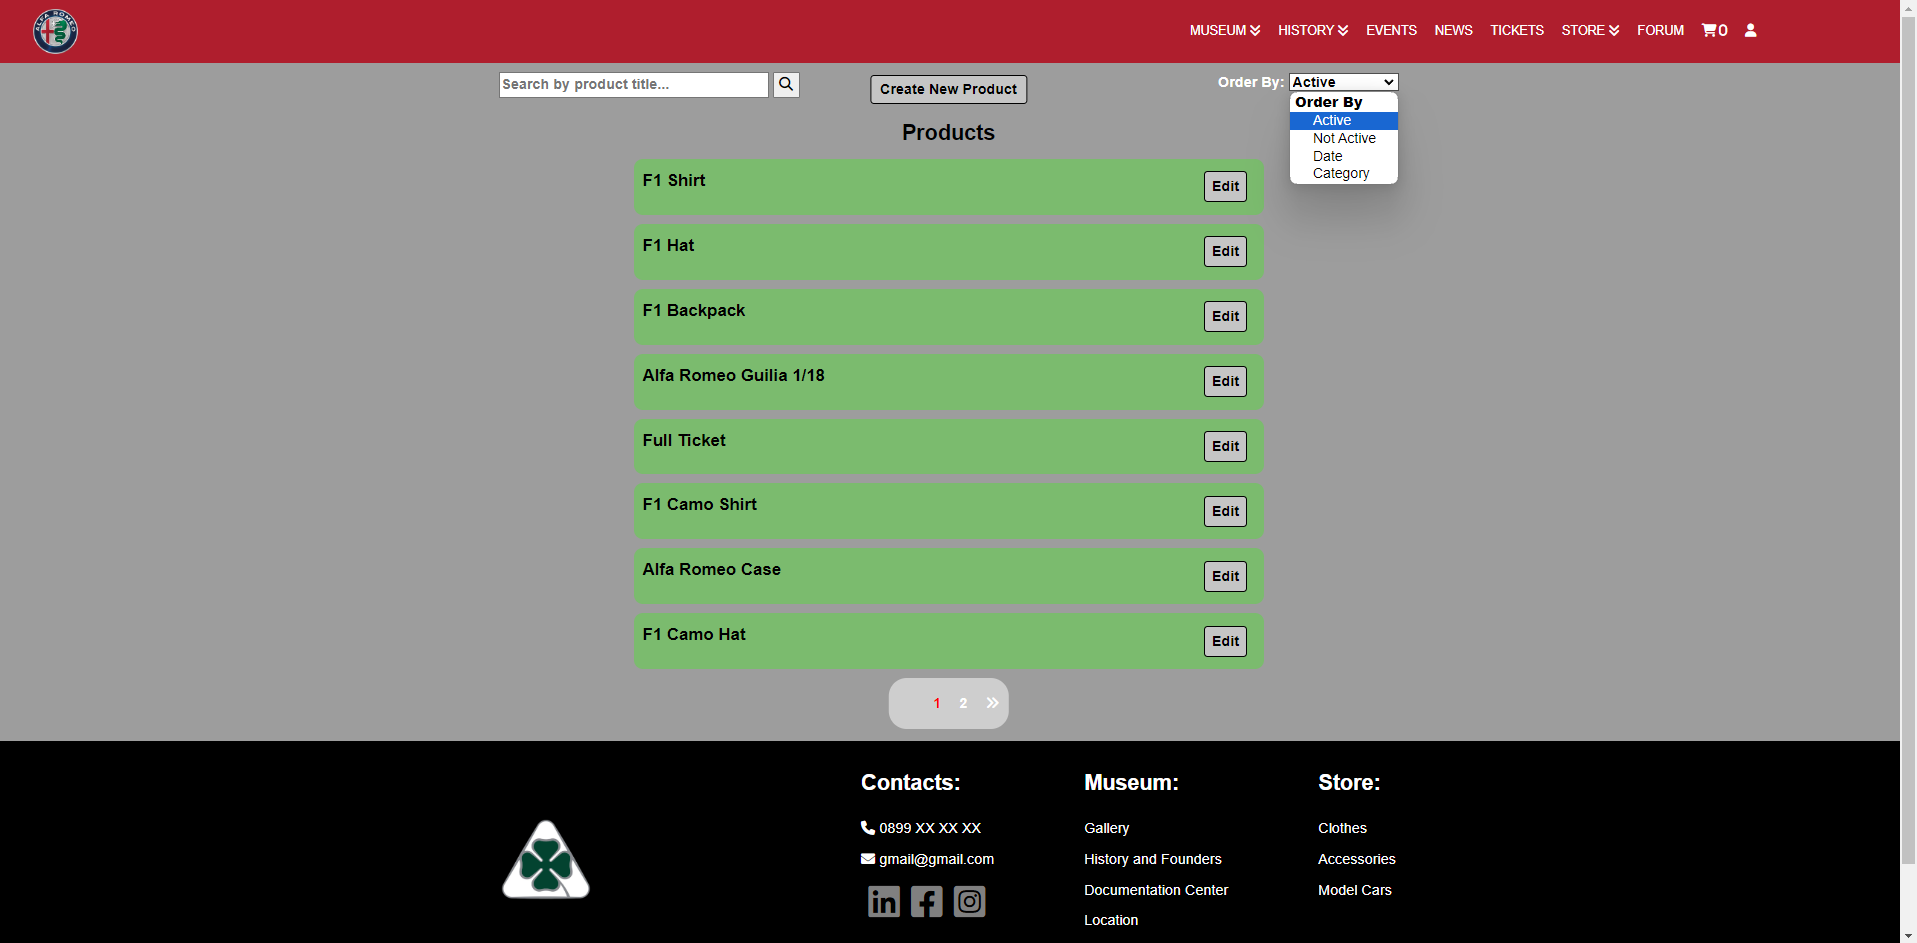 ALFA ROMEO
MUSEUM HISTORY EVENTS NEWS TICKETS STORE FORUM 0
Search by product title...
Create New Product
Order By: Active
Order By
Active
Not Active
Date
Category
Products
F1 Shirt Edit
F1 Hat Edit
F1 Backpack Edit
Alfa Romeo Guilia 1/18 Edit
Full Ticket Edit
F1 Camo Shirt Edit
Alfa Romeo Case Edit
F1 Camo Hat Edit
1 2
Contacts:
0899 XX XX XX
gmail@gmail.com
in f
Museum:
Gallery
History and Founders
Documentation Center
Location
Store:
Clothes
Accessories
Model Cars